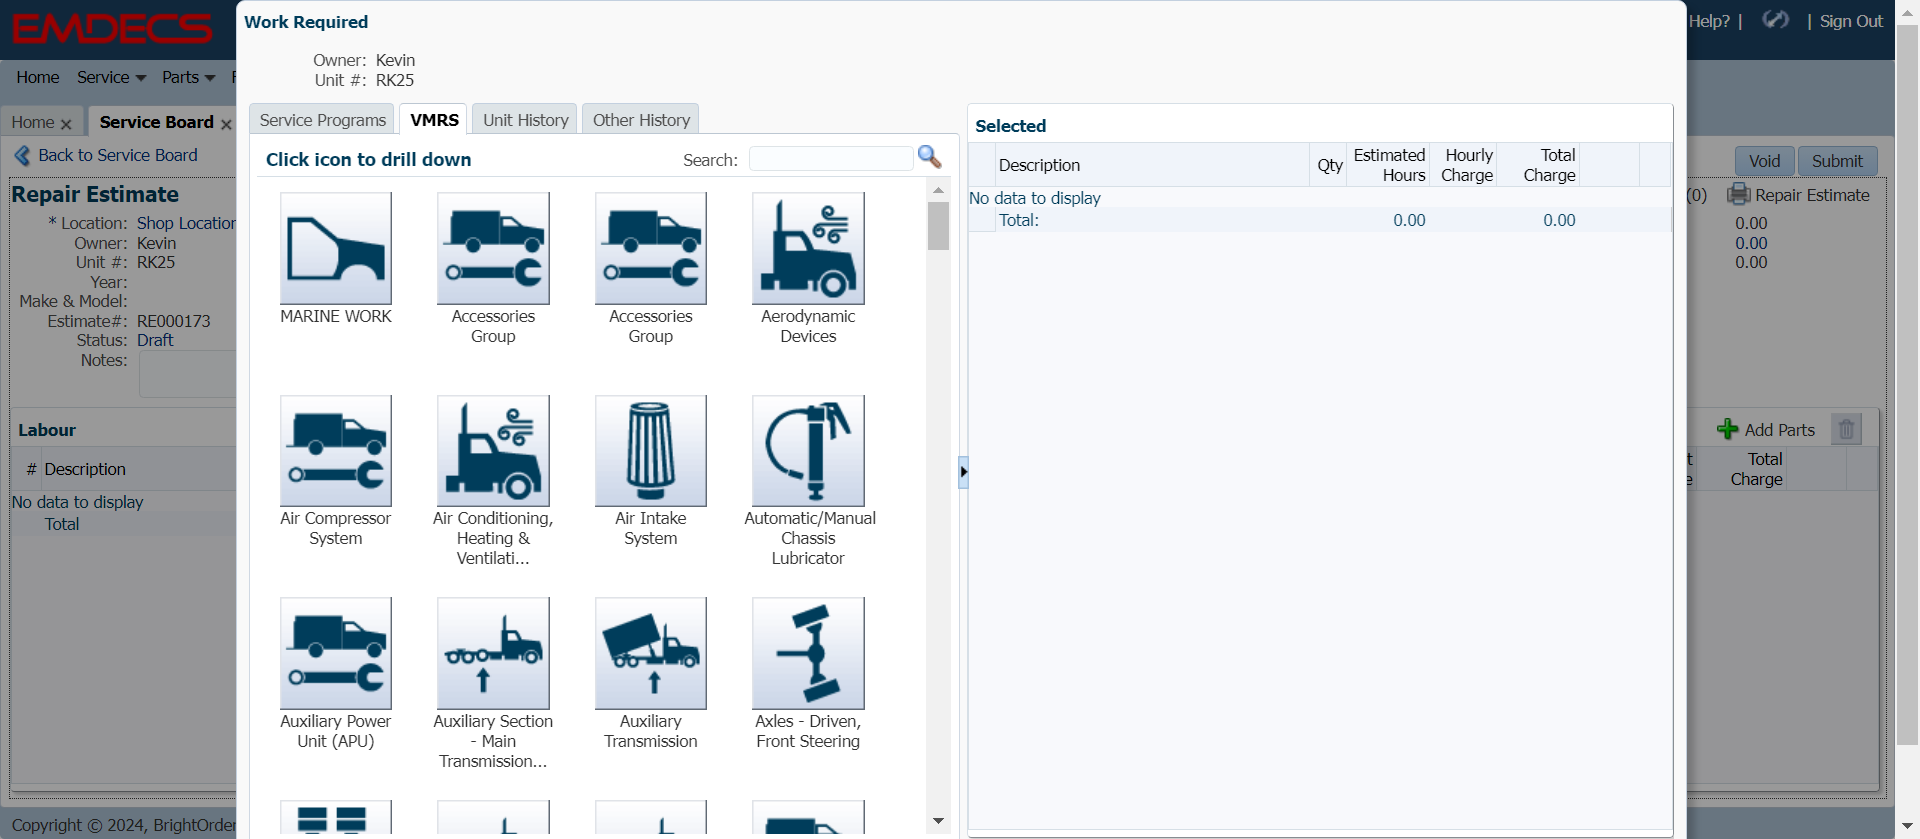 EMDECS
Help? |
| Sign Out
Home Service Parts
Home
Service Board
Back to Service Board
Void
Submit
Repair Estimate
(0)
Repair Estimate
* Location: Shop Location
Owner: Kevin
Unit #: RK25
Year:
Make & Model:
Estimate#: RE000173
Status: Draft
Notes:
0.00
0.00
0.00
Labour
# Description
No data to display
Total
Add Parts
Total
Charge
Copyright © 2024, BrightOrder
Work Required
Owner: Kevin
Unit #: RK25
Service Programs
VMRS
Unit History
Other History
Click icon to drill down
Search:
MARINE WORK
Accessories
Group
Accessories
Group
Aerodynamic
Devices
Air Compressor
System
Air Conditioning,
Heating &
Ventilati...
Air Intake
System
Automatic/Manual
Chassis
Lubricator
Auxiliary Power
Unit (APU)
Auxiliary Section
- Main
Transmission...
Auxiliary
Transmission
Axles - Driven,
Front Steering
Selected
Description
Qty
Estimated
Hours
Hourly
Charge
Total
Charge
No data to display
Total: 0.00 0.00